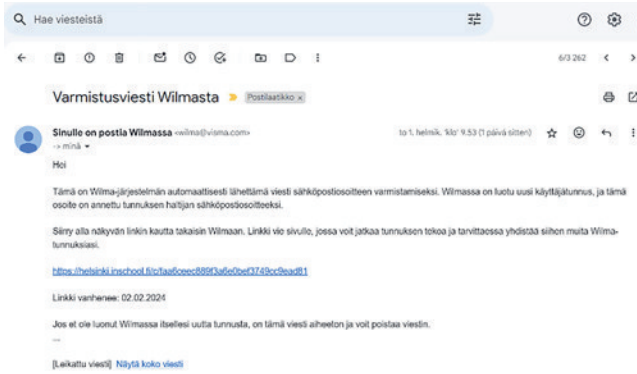 Hae viesteistä
6/3 262
Varmistusviesti Wilmasta
Postilaatikko x
Sinulle on postia Wilmassa <wilma@visma.com>
to 1. helmik. 'klo' 9.53 (1 päivä sitten)
-> minä
Hei
Tämä on Wilma-järjestelmän automaattisesti lähettämä viesti sähköpostiosoitteen varmistamiseksi. Wilmassa on luotu uusi käyttäjätunnus, ja tämä
osoite on annettu tunnuksen haltijan sähköpostiosoitteeksi.
Siirry alla näkyvän linkin kautta takaisin Wilmaan. Linkki vie sivulle, jossa voit jatkaa tunnuksen tekoa ja tarvittaessa yhdistää siihen muita Wilma-
tunnuksiasi.
Linkki vanhenee: 02.02.2024
Jos et ole luonut Wilmassa itsellesi uutta tunnusta, on tämä viesti aiheeton ja voit poistaa viestin.
...
[Leikattu viesti] Näytä koko viesti